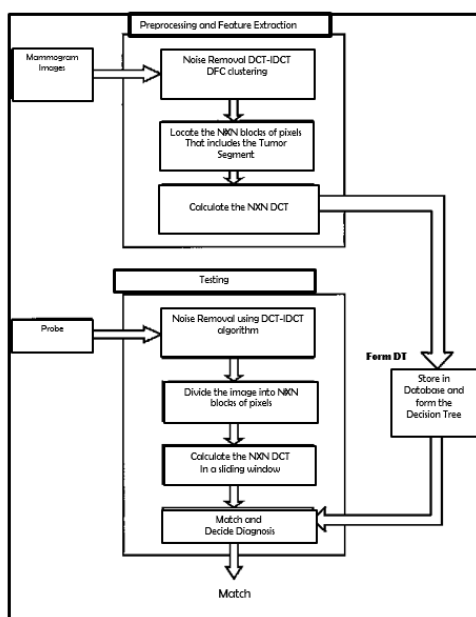 Preprocessing and Feature Extraction
Mammogram
Images
Noise Removal DCT-IDCT
DFC clustering
Locate the NXN blocks of pixels
That includes the Tumor
Segment
Calculate the NXN DCT
Testing
Probe
Noise Removal using DCT-IDCT
algorithm
Form DT
Store in
Database and
form the
Decision Tree
Divide the image into NXN
blocks of pixels
Calculate the NXN DCT
In a sliding window
Match and
Decide Diagnosis
Match